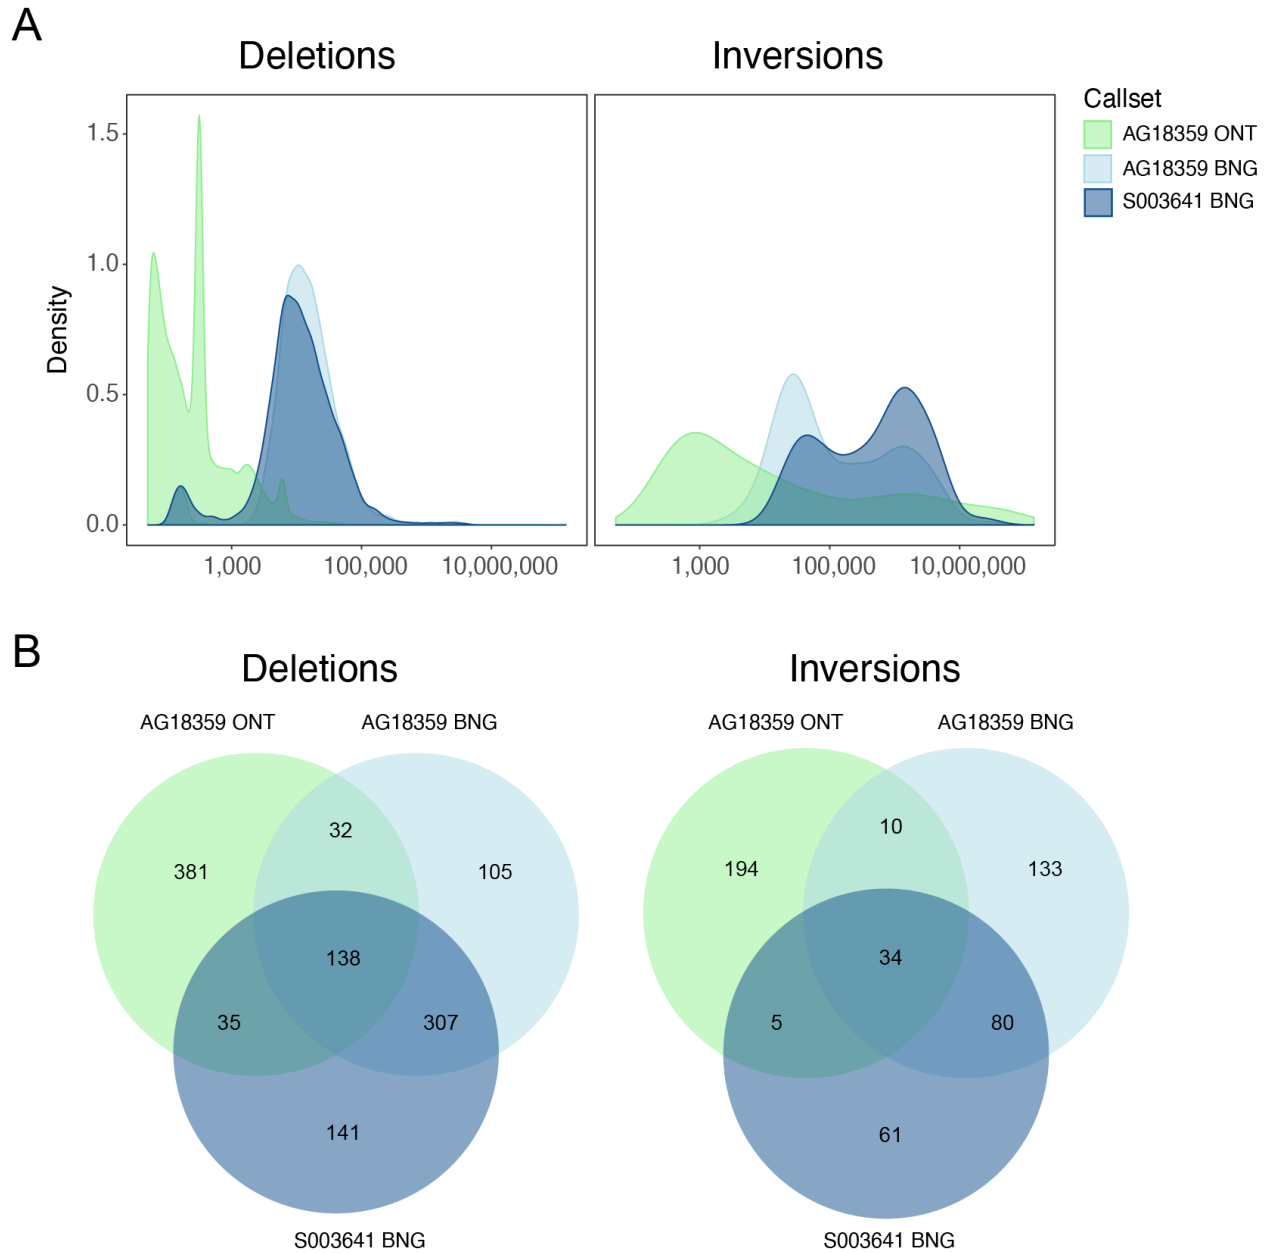 A
Deletions
Inversions
Callset
AG18359 ONT
AG18359 BNG
S003641 BNG
Density
1.5
1.0
0.5
0.0
1,000
100,000
10,000,000
1,000
100,000
10,000,000
B
Deletions
Inversions
AG18359 ONT
AG18359 BNG
AG18359 ONT
AG18359 BNG
32
10
381
105
194
133
138
34
35
307
5
80
141
61
S003641 BNG
S003641 BNG